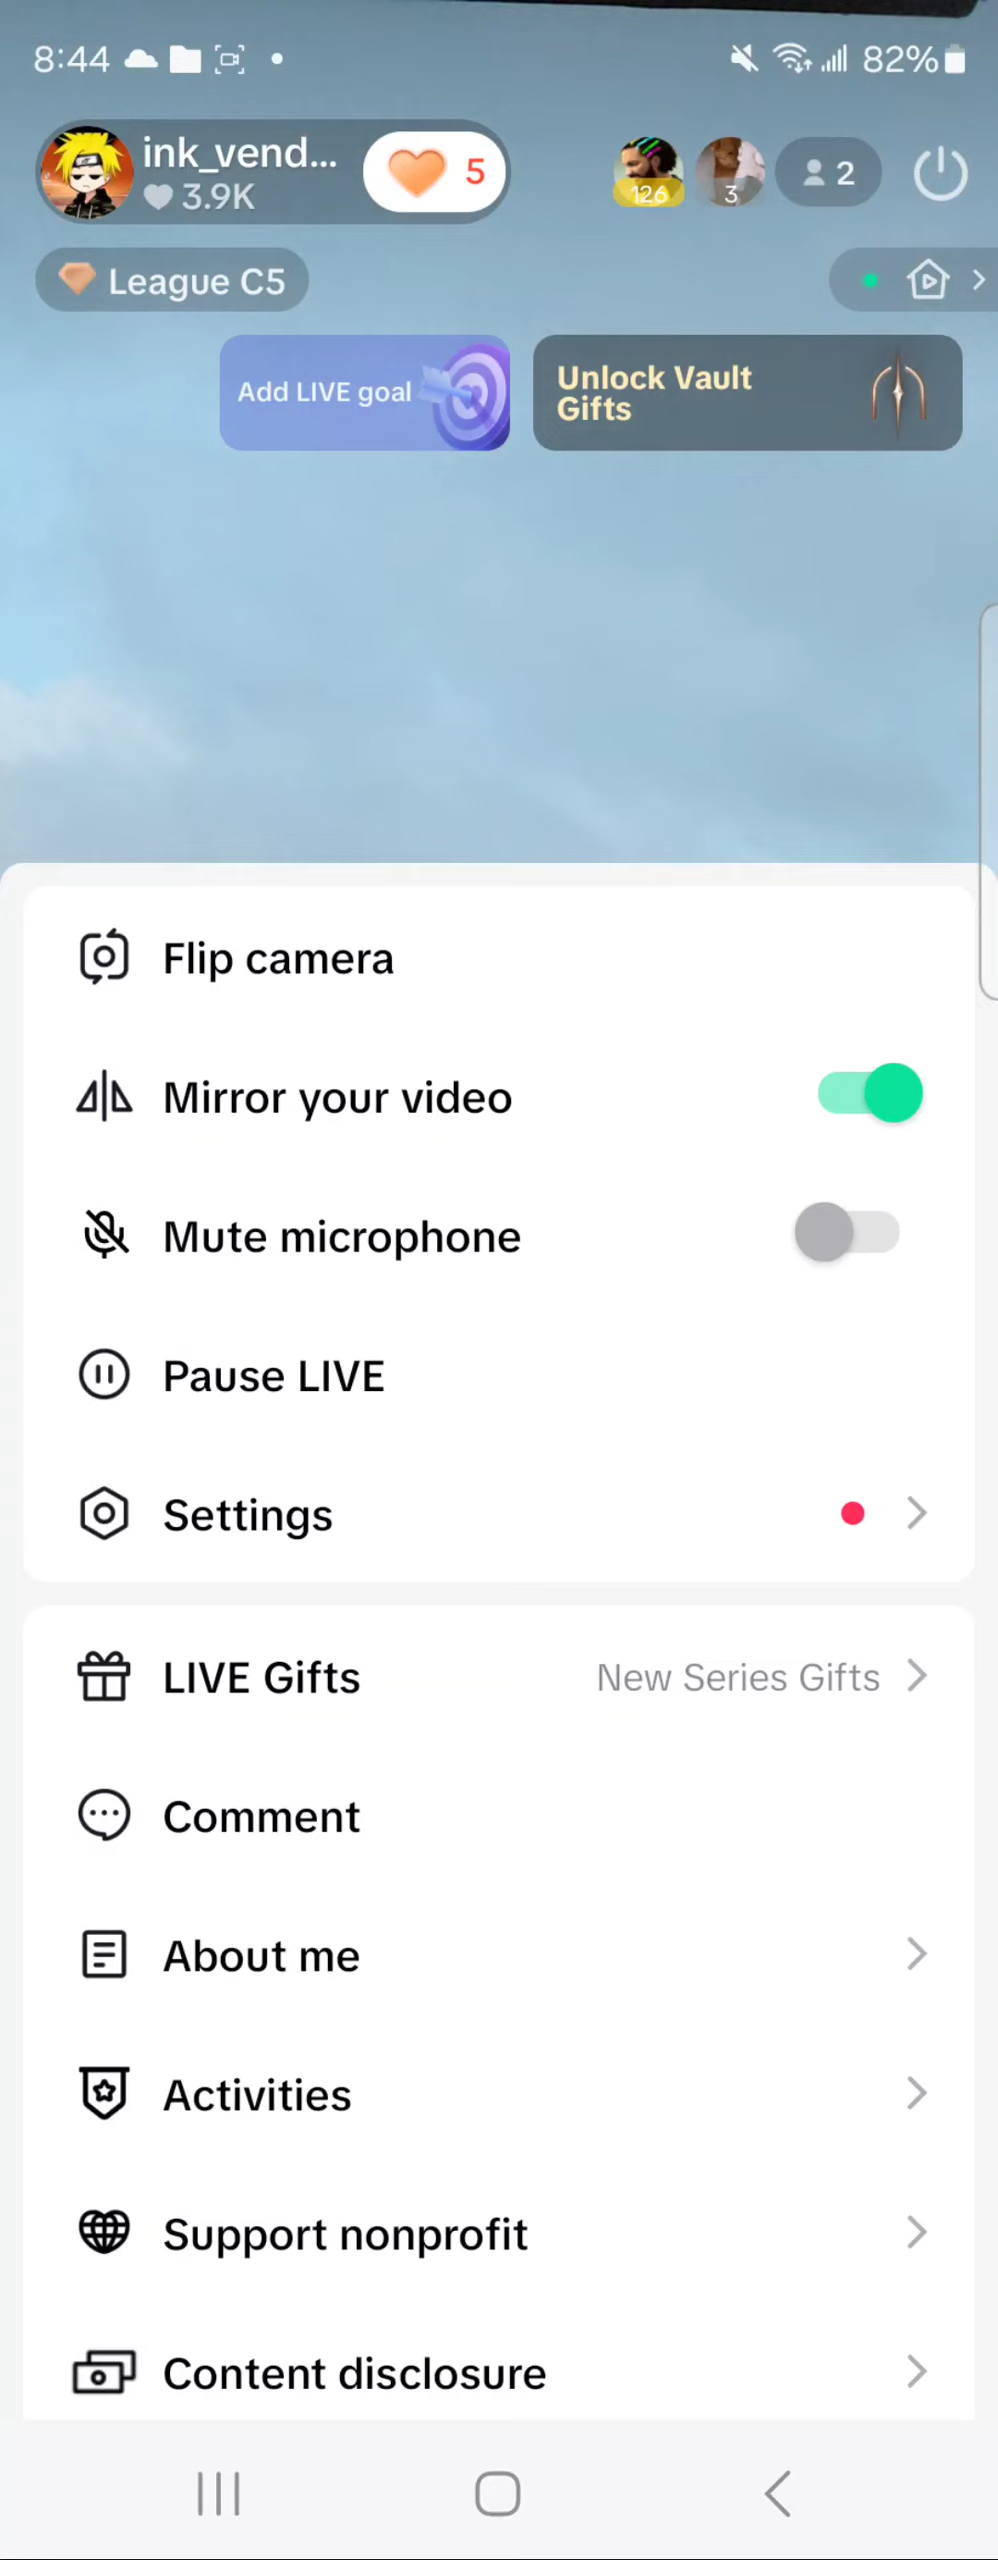 8:44
82%
ink_vend...
3.9K
5
126
3
2
League C5
Add LIVE goal
Unlock Vault
Gifts
Flip camera
Mirror your video
Mute microphone
Pause LIVE
Settings
LIVE Gifts
New Series Gifts
Comment
About me
Activities
Support nonprofit
Content disclosure